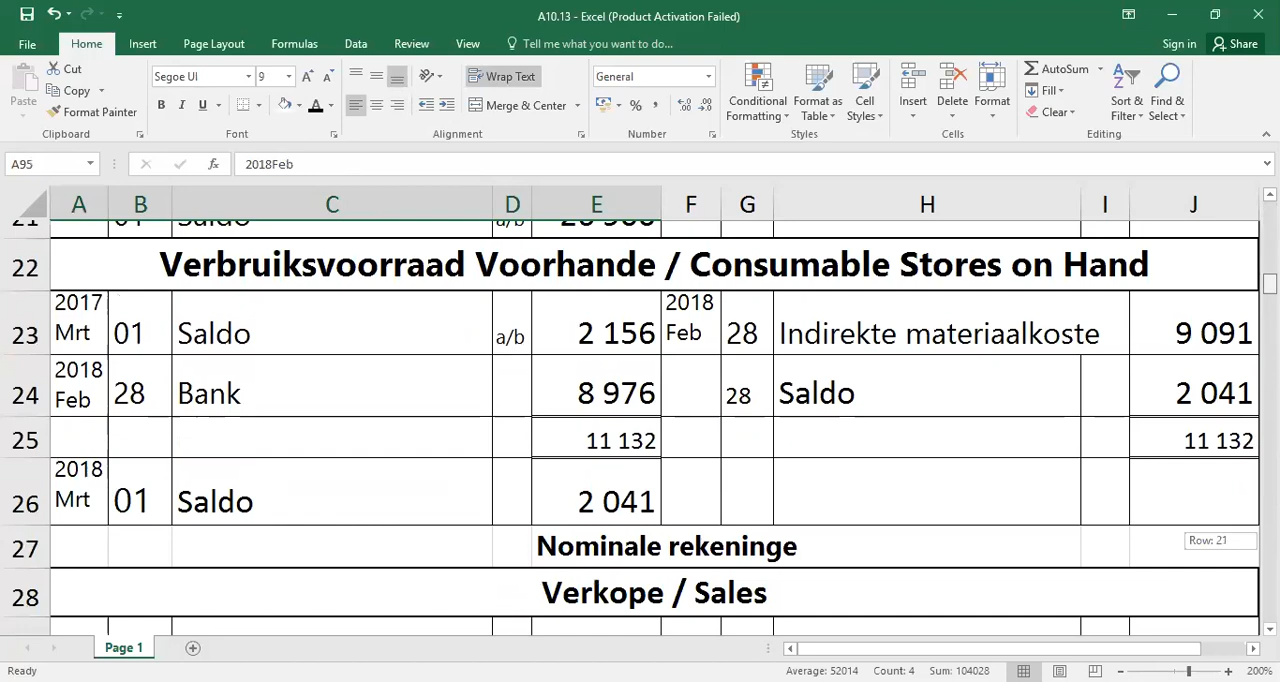 A10.13 - Excel (Product Activation Failed)
File Home Insert Page Layout Formulas Data Review View Tell me what you want to do... Sign in Share
Paste Cut Copy Format Painter Clipboard
Segoe UI 9 B I U A Font
Wrap Text Merge & Center Alignment
General % , Number
Conditional Formatting Format as Table Cell Styles Styles
Insert Delete Format Cells
AutoSum Fill Clear Sort & Filter Find & Select Editing
A95 fx 2018Feb
A B C D E F G H I J
21 01 Saldo a/b
22 Verbruiksvoorraad Voorhande / Consumable Stores on Hand
23 2017 Mrt 01 Saldo a/b 2 156 2018 Feb 28 Indirekte materiaalkoste 9 091
24 2018 Feb 28 Bank 8 976 28 Saldo 2 041
25 11 132 11 132
26 2018 Mrt 01 Saldo 2 041
27 Nominale rekeninge Row: 21
28 Verkope / Sales
Page 1
Ready Average: 52014 Count: 4 Sum: 104028 200%